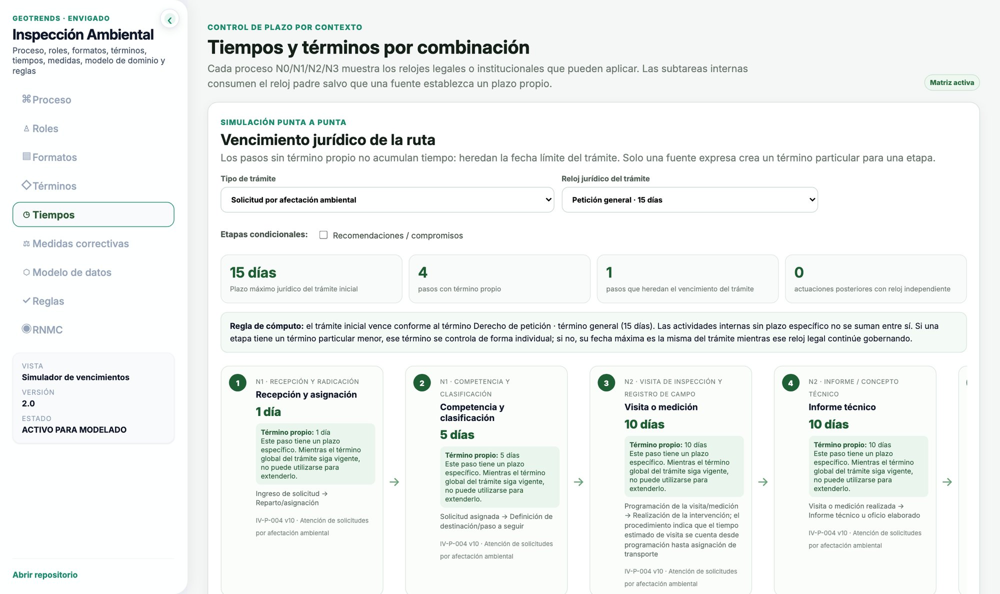 GEOTRENDS · ENVIGADO
Inspección Ambiental
Proceso, roles, formatos, términos,
tiempos, medidas, modelo de dominio y
reglas
Proceso
Roles
Formatos
Términos
Tiempos
Medidas correctivas
Modelo de datos
Reglas
RNMC
VISTA
Simulador de vencimientos
VERSIÓN
2.0
ESTADO
ACTIVO PARA MODELADO
Abrir repositorio
CONTROL DE PLAZO POR CONTEXTO
Tiempos y términos por combinación
Cada proceso N0/N1/N2/N3 muestra los relojes legales o institucionales que pueden aplicar. Las subtareas internas
consumen el reloj padre salvo que una fuente establezca un plazo propio.
Matriz activa
SIMULACIÓN PUNTA A PUNTA
Vencimiento jurídico de la ruta
Los pasos sin término propio no acumulan tiempo: heredan la fecha límite del trámite. Solo una fuente expresa crea un término particular para una etapa.
Tipo de trámite
Solicitud por afectación ambiental
Reloj jurídico del trámite
Petición general · 15 días
Etapas condicionales:
Recomendaciones / compromisos
15 días
Plazo máximo jurídico del trámite inicial
4
pasos con término propio
1
pasos que heredan el vencimiento del trámite
0
actuaciones posteriores con reloj independiente
Regla de cómputo: el trámite inicial vence conforme al término Derecho de petición · término general (15 días). Las actividades internas sin plazo específico no se suman entre sí. Si una
etapa tiene un término particular menor, ese término se controla de forma individual; si no, su fecha máxima es la misma del trámite mientras ese reloj legal continúe gobernando.
1
N1 · RECEPCIÓN Y RADICACIÓN
Recepción y asignación
1 día
Término propio: 1 día
Este paso tiene un plazo
específico. Mientras el término
global del trámite siga vigente,
no puede utilizarse para
extenderlo.
Ingreso de solicitud →
Reparto/asignación
IV-P-004 v10 · Atención de solicitudes
por afectación ambiental
→
2
N1 · COMPETENCIA Y
CLASIFICACIÓN
Competencia y
clasificación
5 días
Término propio: 5 días
Este paso tiene un plazo
específico. Mientras el término
global del trámite siga vigente,
no puede utilizarse para
extenderlo.
Solicitud asignada → Definición de
destinación/paso a seguir
IV-P-004 v10 · Atención de solicitudes
por afectación ambiental
→
3
N2 · VISITA DE INSPECCIÓN Y
REGISTRO DE CAMPO
Visita o medición
10 días
Término propio: 10 días
Este paso tiene un plazo
específico. Mientras el término
global del trámite siga vigente,
no puede utilizarse para
extenderlo.
Programación de la visita/medición
→ Realización de la intervención; el
procedimiento indica que el tiempo
estimado de visita se cuenta desde
programación hasta asignación de
transporte
IV-P-004 v10 · Atención de solicitudes
por afectación ambiental
→
4
N2 · INFORME / CONCEPTO
TÉCNICO
Informe técnico
10 días
Término propio: 10 días
Este paso tiene un plazo
específico. Mientras el término
global del trámite siga vigente,
no puede utilizarse para
extenderlo.
Visita o medición realizada →
Informe técnico u oficio elaborado
IV-P-004 v10 · Atención de solicitudes
por afectación ambiental
→